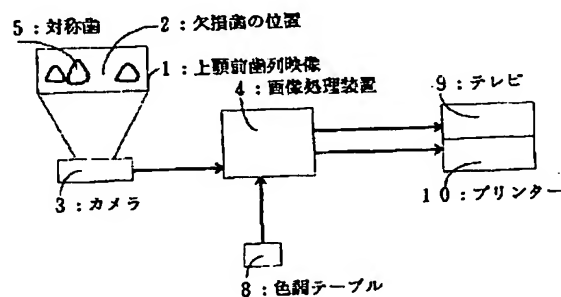 5：対称歯
2：欠損歯の位置
1：上顎前歯列映像
4：画像処理装置
9：テレビ
3：カメラ
10：プリンター
8：色調テーブル